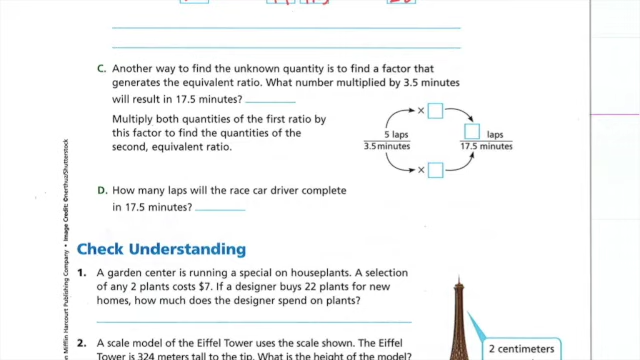 C. Another way to find the unknown quantity is to find a factor that
generates the equivalent ratio. What number multiplied by 3.5 minutes
will result in 17.5 minutes?
Multiply both quantities of the first ratio by
this factor to find the quantities of the
second, equivalent ratio.
×
5 laps
3.5 minutes
laps
17.5 minutes
×
D. How many laps will the race car driver complete
in 17.5 minutes?
Check Understanding
1. A garden center is running a special on houseplants. A selection
of any 2 plants costs $7. If a designer buys 22 plants for new
homes, how much does the designer spend on plants?
2. A scale model of the Eiffel Tower uses the scale shown. The Eiffel
Tower is 324 meters tall to the tip. What is the height of the model?
2 centimeters
Mifflin Harcourt Publishing Company • Image Credit: ©nerthuz/Shutterstock